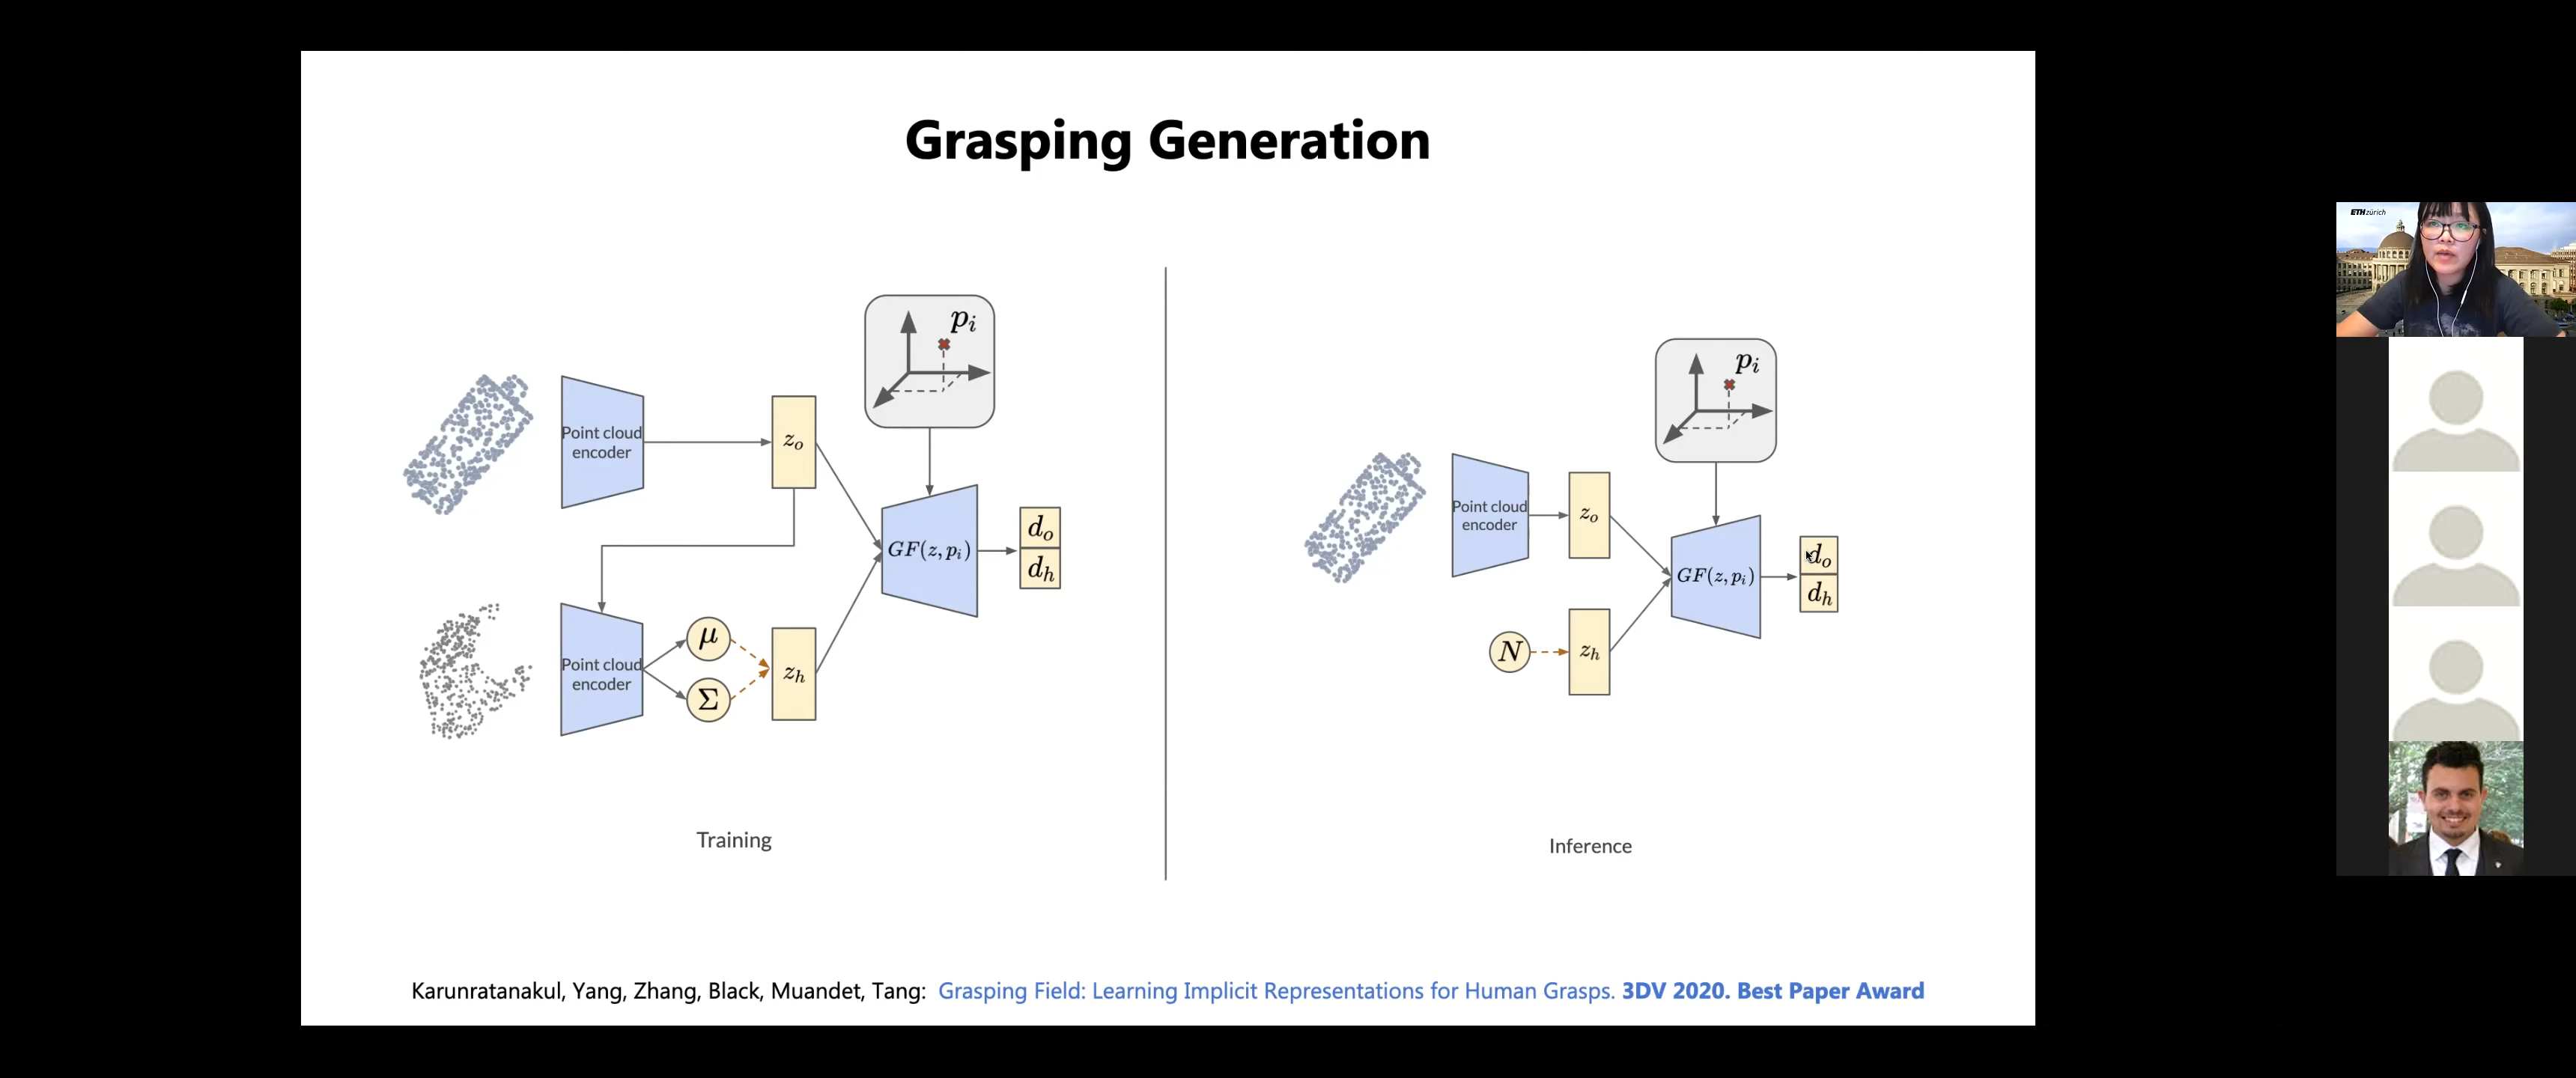 Grasping Generation
p_i
Point cloud
encoder
z_o
GF(z, p_i)
d_o
d_h
Point cloud
encoder
μ
Σ
z_h
Training
p_i
Point cloud
encoder
z_o
GF(z, p_i)
d_o
d_h
N
z_h
Inference
Karunratanakul, Yang, Zhang, Black, Muandet, Tang: Grasping Field: Learning Implicit Representations for Human Grasps. 3DV 2020. Best Paper Award
ETH zürich